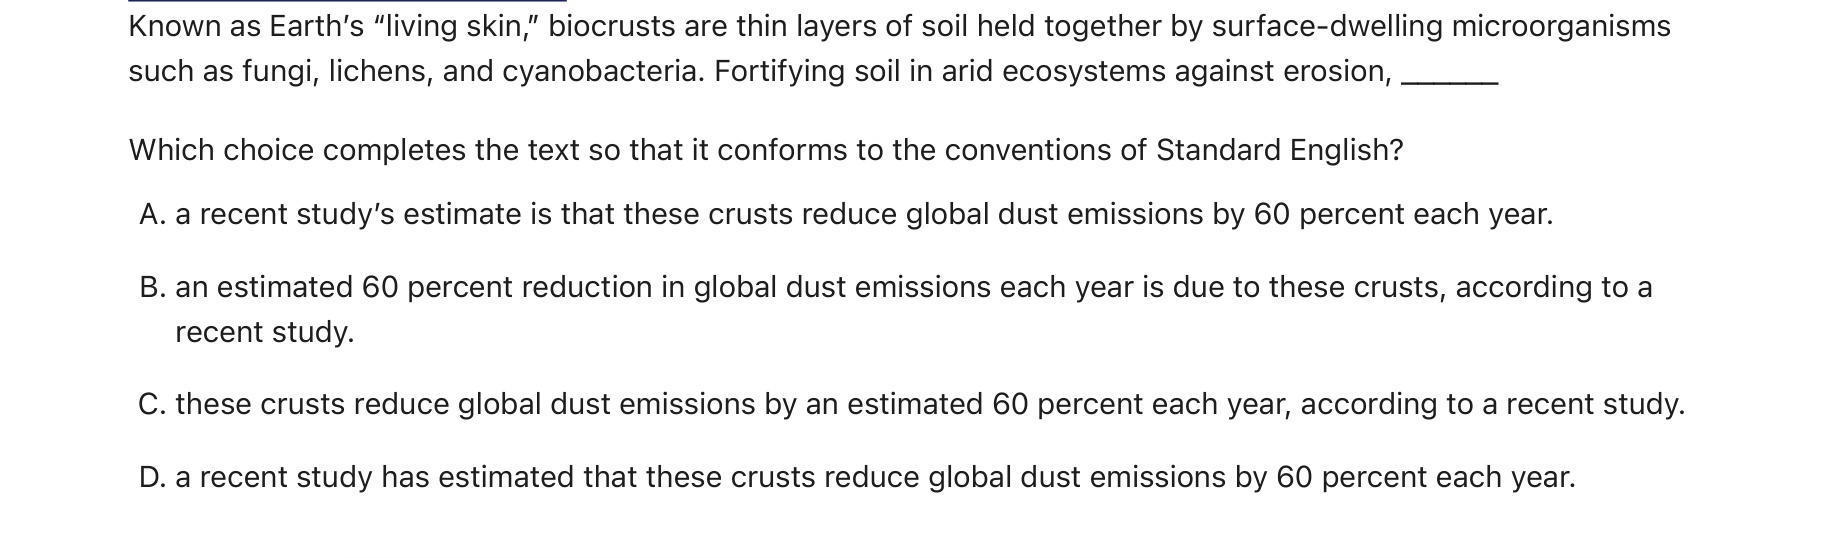 Known as Earth’s “living skin,” biocrusts are thin layers of soil held together by surface-dwelling microorganisms
such as fungi, lichens, and cyanobacteria. Fortifying soil in arid ecosystems against erosion, ______
Which choice completes the text so that it conforms to the conventions of Standard English?
A. a recent study’s estimate is that these crusts reduce global dust emissions by 60 percent each year.
B. an estimated 60 percent reduction in global dust emissions each year is due to these crusts, according to a
recent study.
C. these crusts reduce global dust emissions by an estimated 60 percent each year, according to a recent study.
D. a recent study has estimated that these crusts reduce global dust emissions by 60 percent each year.